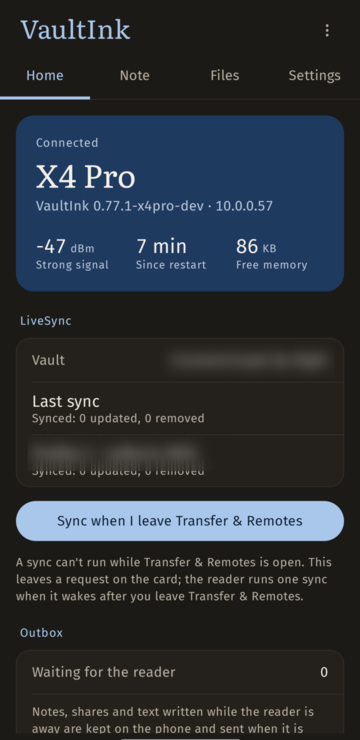 VaultInk
Home
Note
Files
Settings
Connected
X4 Pro
VaultInk 0.77.1-x4pro-dev · 10.0.0.57
-47 dBm
Strong signal
7 min
Since restart
86 KB
Free memory
LiveSync
Vault
Last sync
Synced: 0 updated, 0 removed
Synced: 0 updated, 0 removed
Sync when I leave Transfer & Remotes
A sync can't run while Transfer & Remotes is open. This
leaves a request on the card; the reader runs one sync
when it wakes after you leave Transfer & Remotes.
Outbox
Waiting for the reader
0
Notes, shares and text written while the reader is
away are kept on the phone and sent when it is